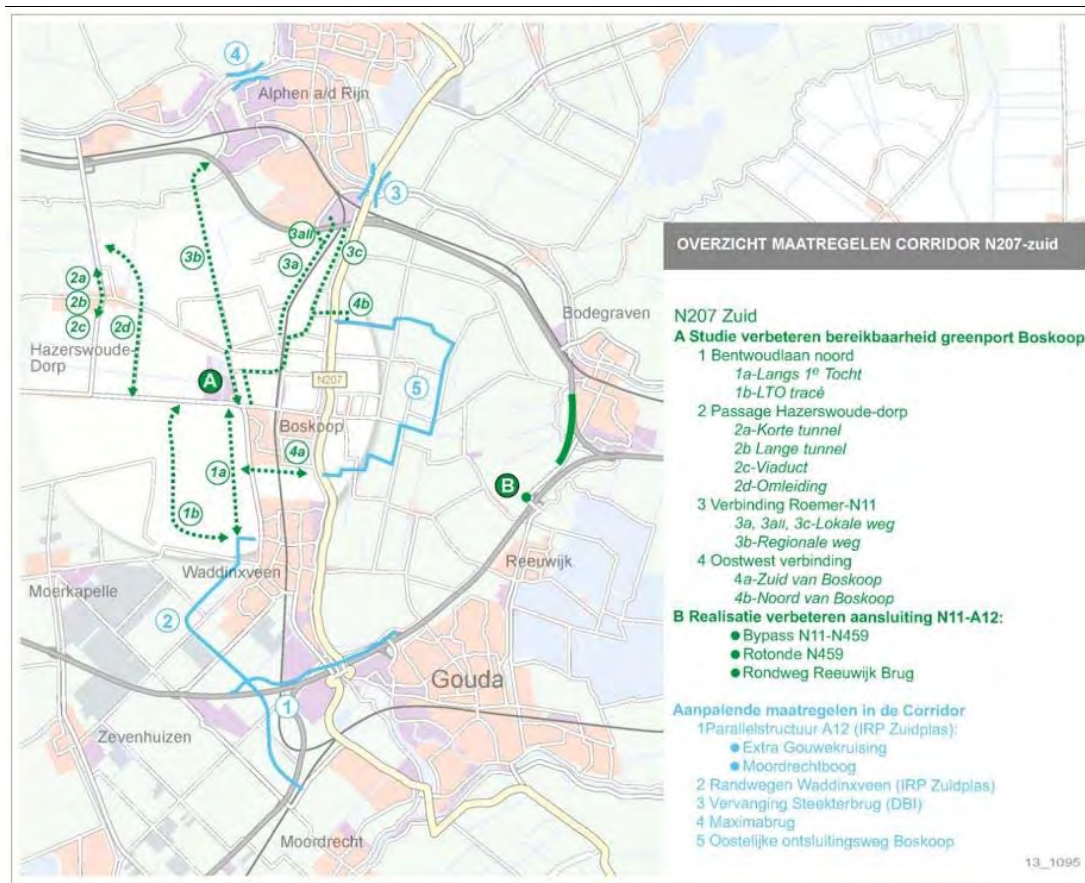 4
Alphen a/d Rijn
3
3all
3a
3c
3b
2a
2b
2c
2d
4b
Bodegraven
Hazerswoude-
Dorp
A
N207
5
Boskoop
1a
4a
B
1b
Waddinxveen
Reeuwijk
Moerkapelle
2
Gouda
1
Zevenhuizen
Moordrecht
OVERZICHT MAATREGELEN CORRIDOR N207-zuid
N207 Zuid
A Studie verbeteren bereikbaarheid greenport Boskoop
1 Bentwoudlaan noord
1a-Langs 1e Tocht
1b-LTO tracé
2 Passage Hazerswoude-dorp
2a-Korte tunnel
2b Lange tunnel
2c-Viaduct
2d-Omleiding
3 Verbinding Roemer-N11
3a, 3all, 3c-Lokale weg
3b-Regionale weg
4 Oostwest verbinding
4a-Zuid van Boskoop
4b-Noord van Boskoop
B Realisatie verbeteren aansluiting N11-A12:
● Bypass N11-N459
● Rotonde N459
● Rondweg Reeuwijk Brug
Aanpalende maatregelen in de Corridor
1Parallelstructuur A12 (IRP Zuidplas):
● Extra Gouwekruising
● Moordrechtboog
2 Randwegen Waddinxveen (IRP Zuidplas)
3 Vervanging Steekterbrug (DBI)
4 Maximabrug
5 Oostelijke ontsluitingsweg Boskoop
13_1095